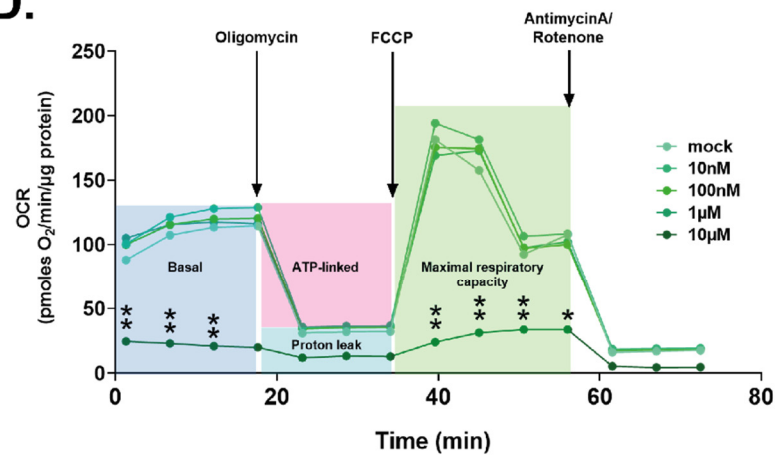 D.
Oligomycin
FCCP
AntimycinA/
Rotenone
250
200
150
100
50
0
OCR
(pmoles O₂/min/µg protein)
Basal
ATP-linked
Proton leak
Maximal respiratory
capacity
**
**
**
**
**
**
*
mock
10nM
100nM
1µM
10µM
0
20
40
60
80
Time (min)